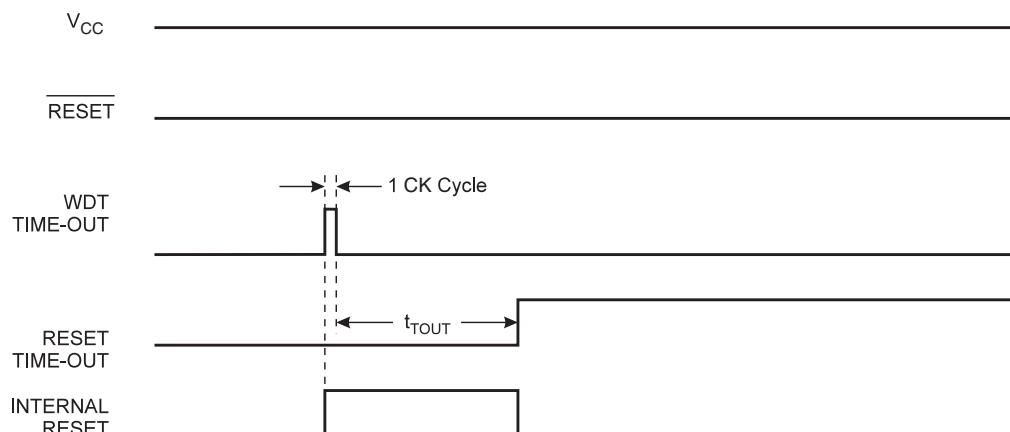 VCC
RESET
1 CK Cycle
WDT
TIME-OUT
tTOUT
RESET
TIME-OUT
INTERNAL
RESET